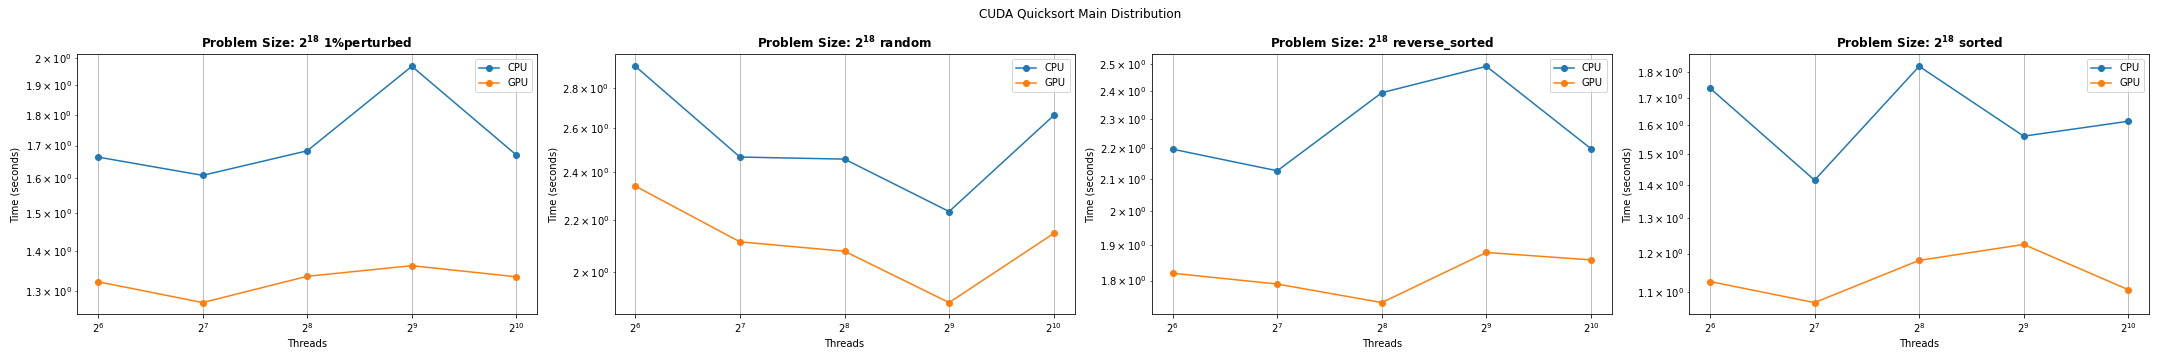 CUDA Quicksort Main Distribution
Problem Size: 2^18 1%perturbed
2 × 10^0
1.9 × 10^0
1.8 × 10^0
1.7 × 10^0
1.6 × 10^0
1.5 × 10^0
1.4 × 10^0
1.3 × 10^0
Time (seconds)
CPU
GPU
2^6 2^7 2^8 2^9 2^10
Threads
Problem Size: 2^18 random
2.8 × 10^0
2.6 × 10^0
2.4 × 10^0
2.2 × 10^0
2 × 10^0
Time (seconds)
CPU
GPU
2^6 2^7 2^8 2^9 2^10
Threads
Problem Size: 2^18 reverse_sorted
2.5 × 10^0
2.4 × 10^0
2.3 × 10^0
2.2 × 10^0
2.1 × 10^0
2 × 10^0
1.9 × 10^0
1.8 × 10^0
Time (seconds)
CPU
GPU
2^6 2^7 2^8 2^9 2^10
Threads
Problem Size: 2^18 sorted
1.8 × 10^0
1.7 × 10^0
1.6 × 10^0
1.5 × 10^0
1.4 × 10^0
1.3 × 10^0
1.2 × 10^0
1.1 × 10^0
Time (seconds)
CPU
GPU
2^6 2^7 2^8 2^9 2^10
Threads